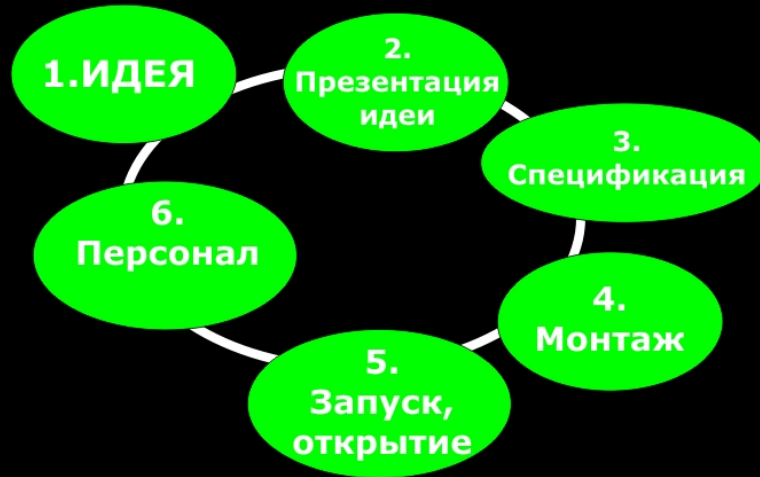 1.ИДЕЯ
2.
Презентация
идеи
3.
Спецификация
4.
Монтаж
5.
Запуск,
открытие
6.
Персонал